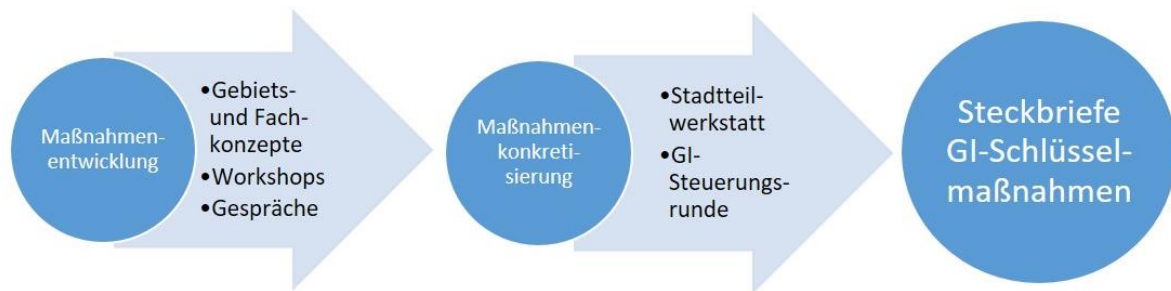 Maßnahmen-
entwicklung
•Gebiets-
und Fach-
konzepte
•Workshops
•Gespräche
Maßnahmen-
konkreti-
sierung
•Stadtteil-
werkstatt
•GI-
Steuerungs-
runde
Steckbriefe
GI-Schlüssel-
maßnahmen